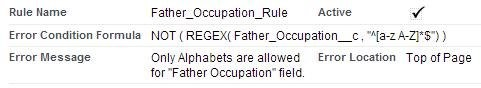 Rule Name Father_Occupation_Rule Active ✓
Error Condition Formula NOT ( REGEX( Father_Occupation__c , "^[a-z A-Z]*$") )
Error Message Only Alphabets are allowed Error Location Top of Page
for "Father Occupation" field.